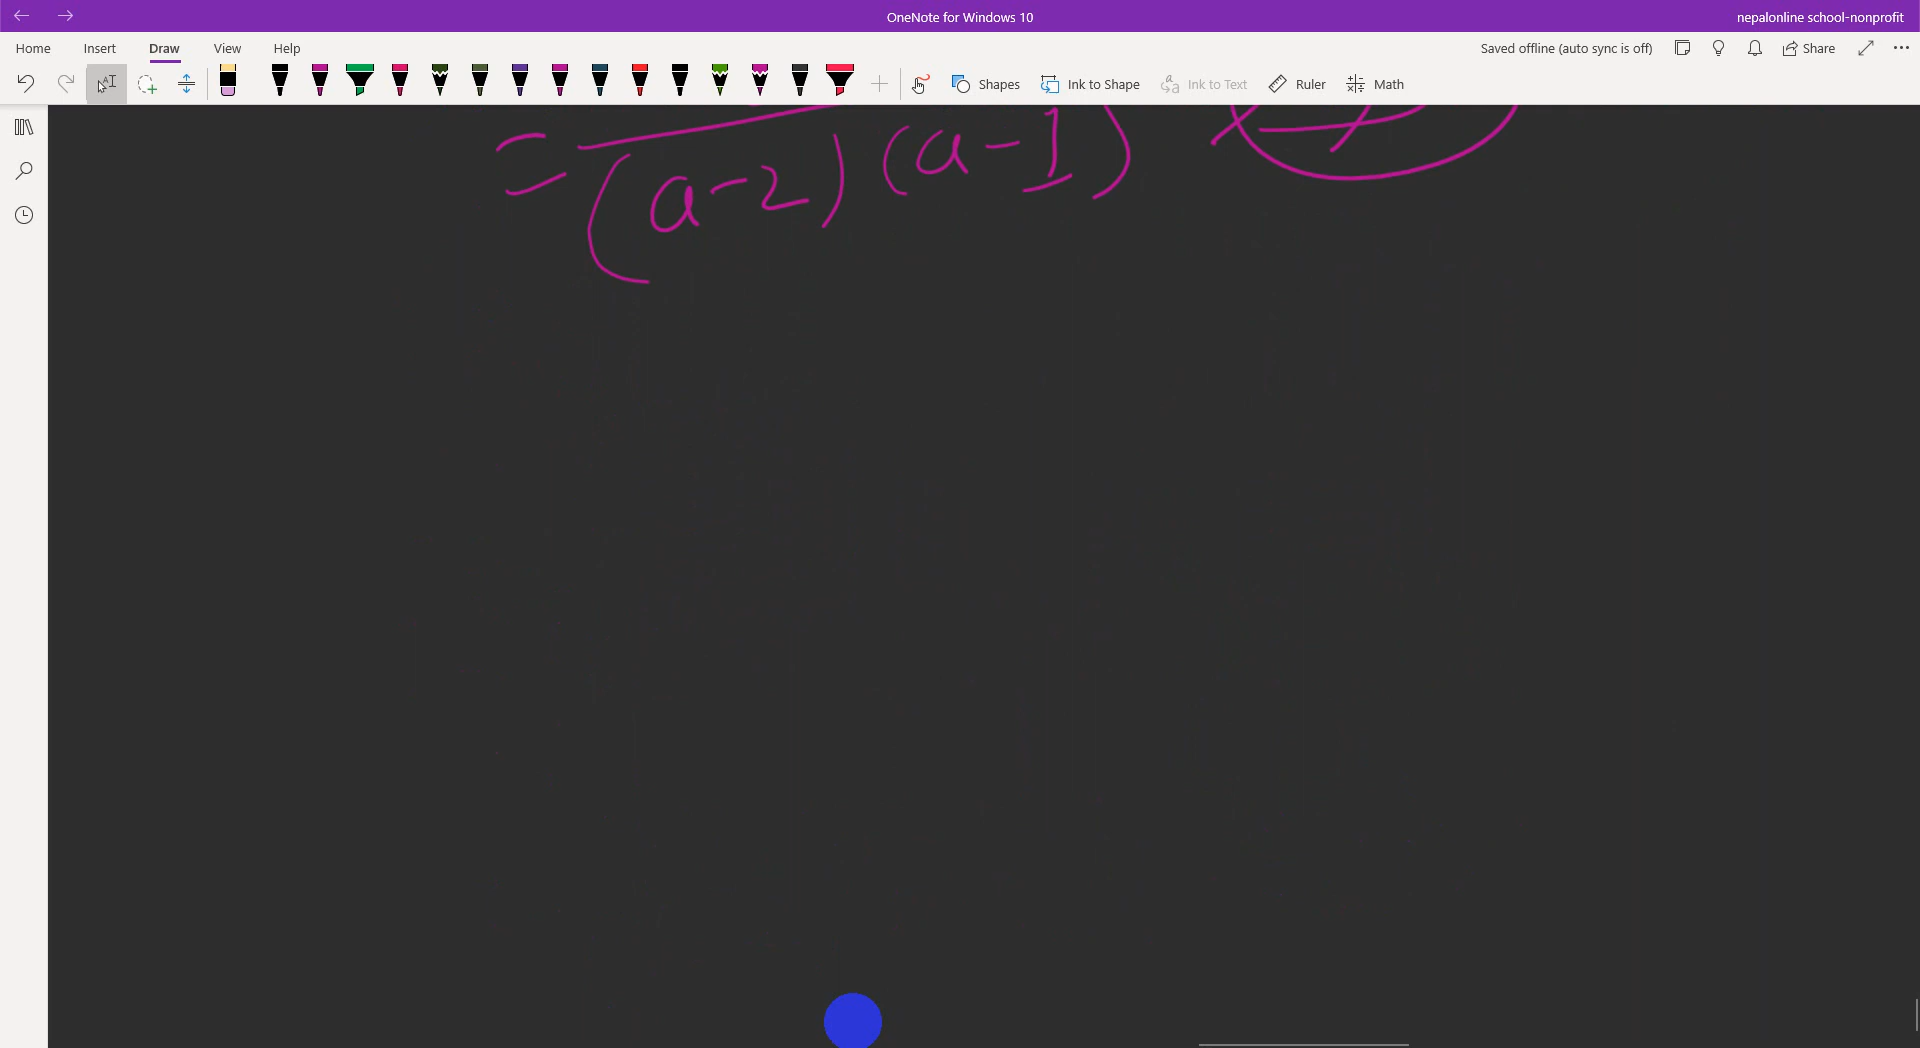 OneNote for Windows 10
nepalonline school-nonprofit
Home Insert Draw View Help
Saved offline (auto sync is off) Share
Shapes Ink to Shape Ink to Text Ruler Math
= (a-2)(a-1)